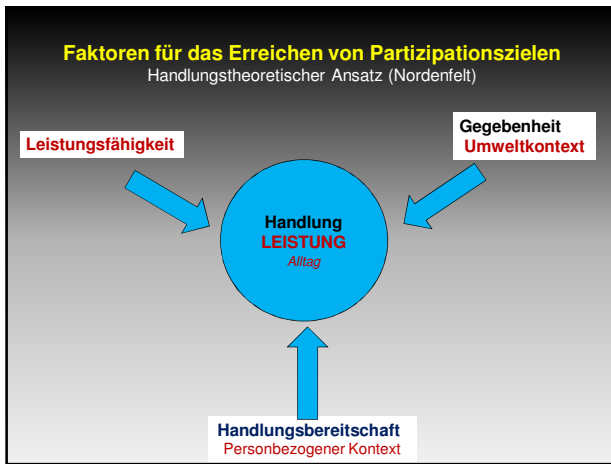 Faktoren für das Erreichen von Partizipationszielen
Handlungstheoretischer Ansatz (Nordenfelt)
Leistungsfähigkeit
Gegebenheit
Umweltkontext
Handlung
LEISTUNG
Alltag
Handlungsbereitschaft
Personbezogener Kontext